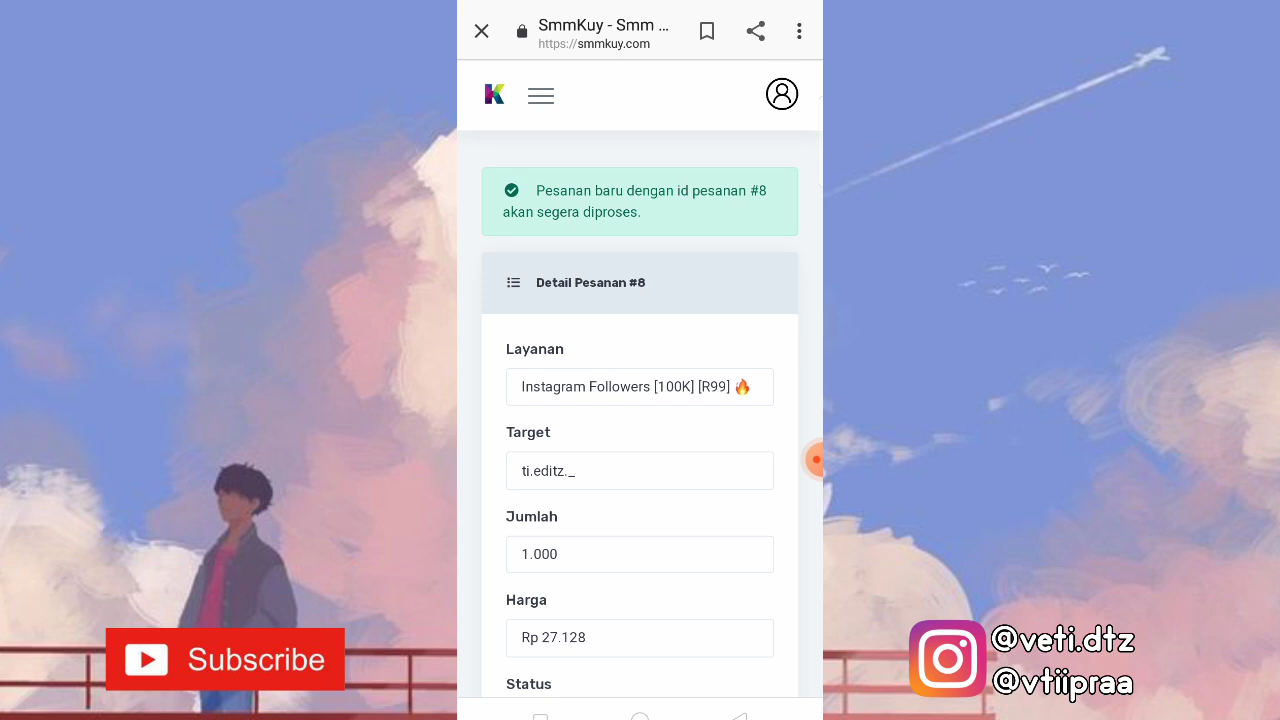 SmmKuy - Smm ...
https://smmkuy.com
K
Pesanan baru dengan id pesanan #8
akan segera diproses.
Detail Pesanan #8
Layanan
Instagram Followers [100K] [R99] 🔥
Target
ti.editz._
Jumlah
1.000
Harga
Rp 27.128
Status
Subscribe
@veti.dtz
@vtiipraa